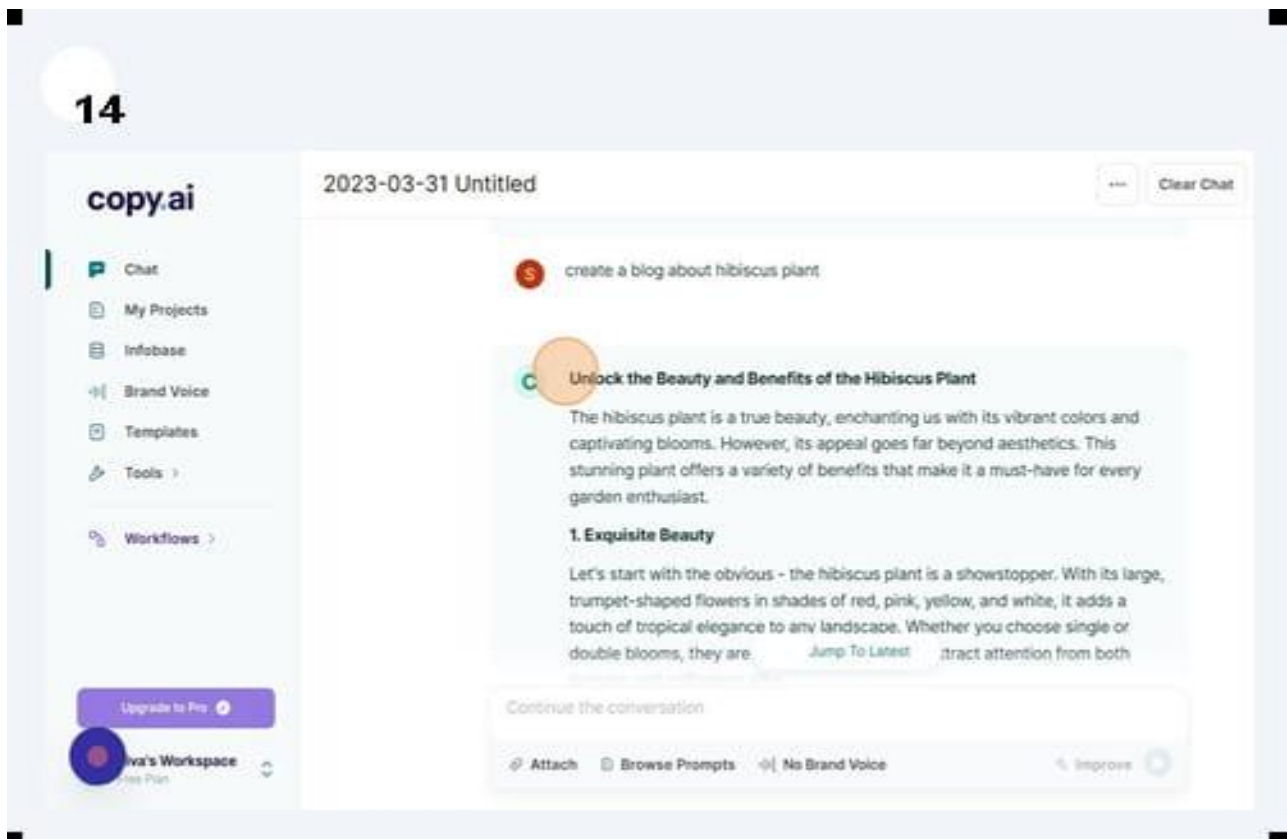 14
copy.ai
2023-03-31 Untitled
Clear Chat
Chat
My Projects
Infobase
Brand Voice
Templates
Tools
Workflows
Upgrade to Pro
iva's Workspace
Free Plan
S
create a blog about hibiscus plant
C
Unlock the Beauty and Benefits of the Hibiscus Plant
The hibiscus plant is a true beauty, enchanting us with its vibrant colors and
captivating blooms. However, its appeal goes far beyond aesthetics. This
stunning plant offers a variety of benefits that make it a must-have for every
garden enthusiast.
1. Exquisite Beauty
Let's start with the obvious - the hibiscus plant is a showstopper. With its large,
trumpet-shaped flowers in shades of red, pink, yellow, and white, it adds a
touch of tropical elegance to any landscape. Whether you choose single or
double blooms, they are
Jump To Latest
tract attention from both
Continue the conversation
Attach
Browse Prompts
No Brand Voice
Improve